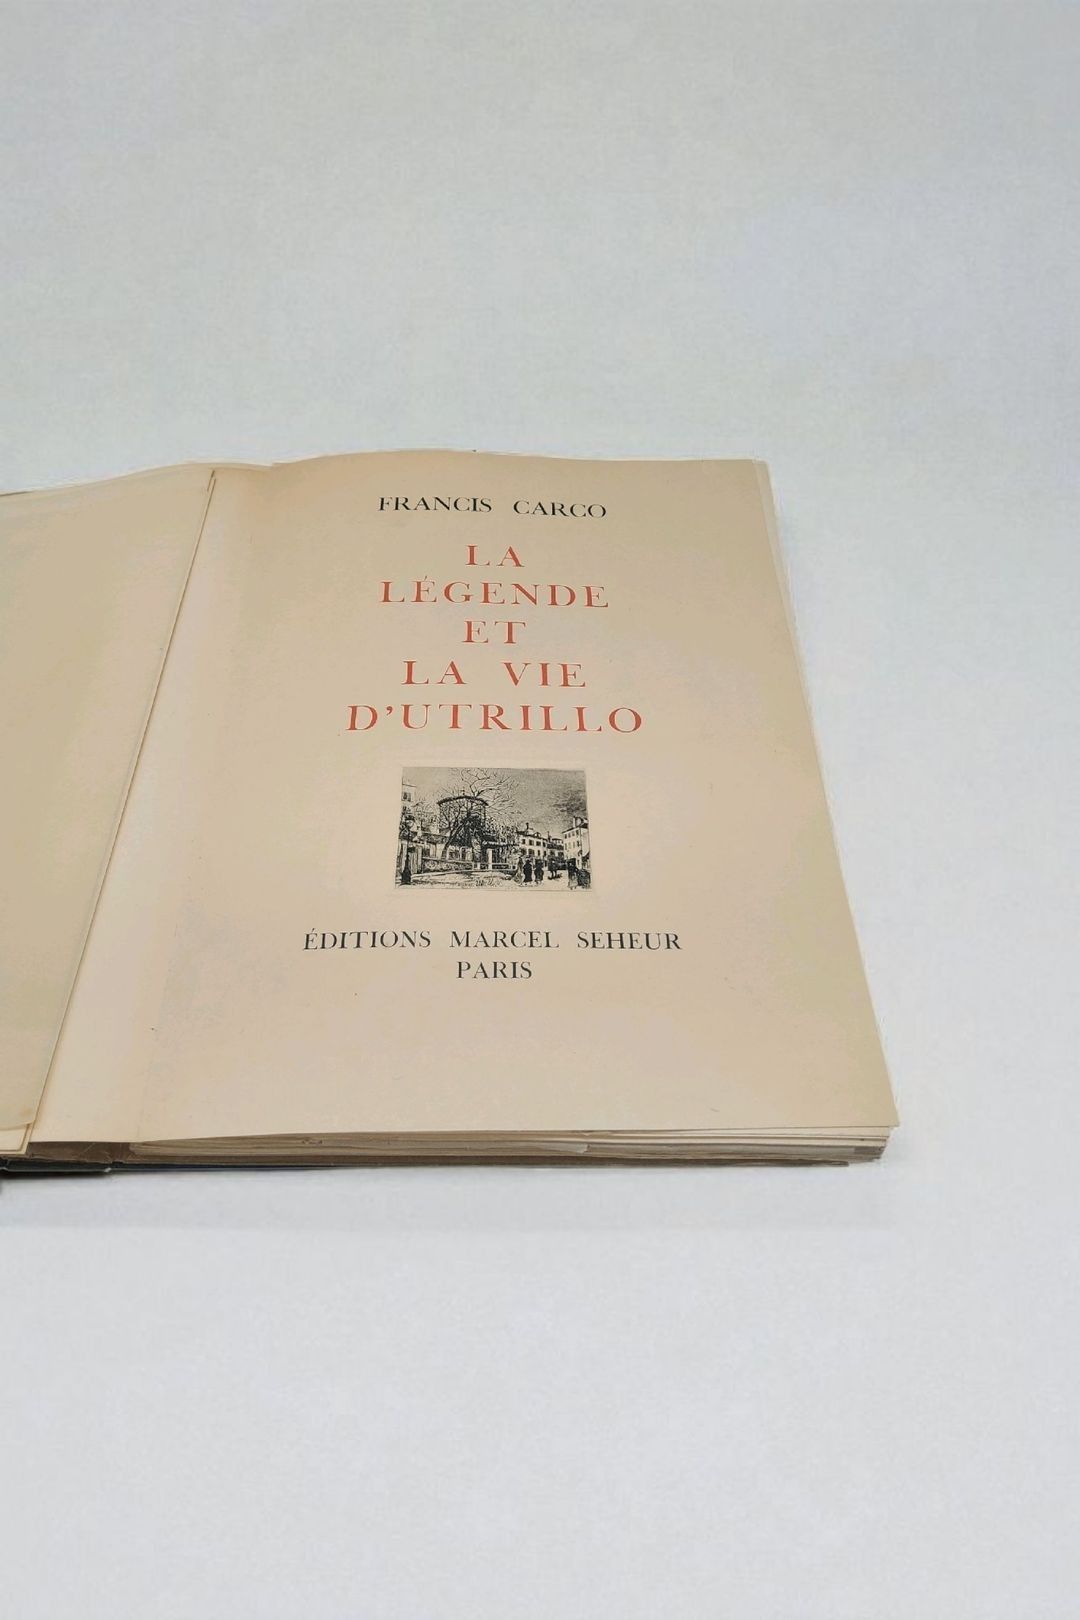 FRANCIS CARCO
LA
LÉGENDE
ET
LA VIE
D'UTRILLO
ÉDITIONS MARCEL SEHEUR
PARIS